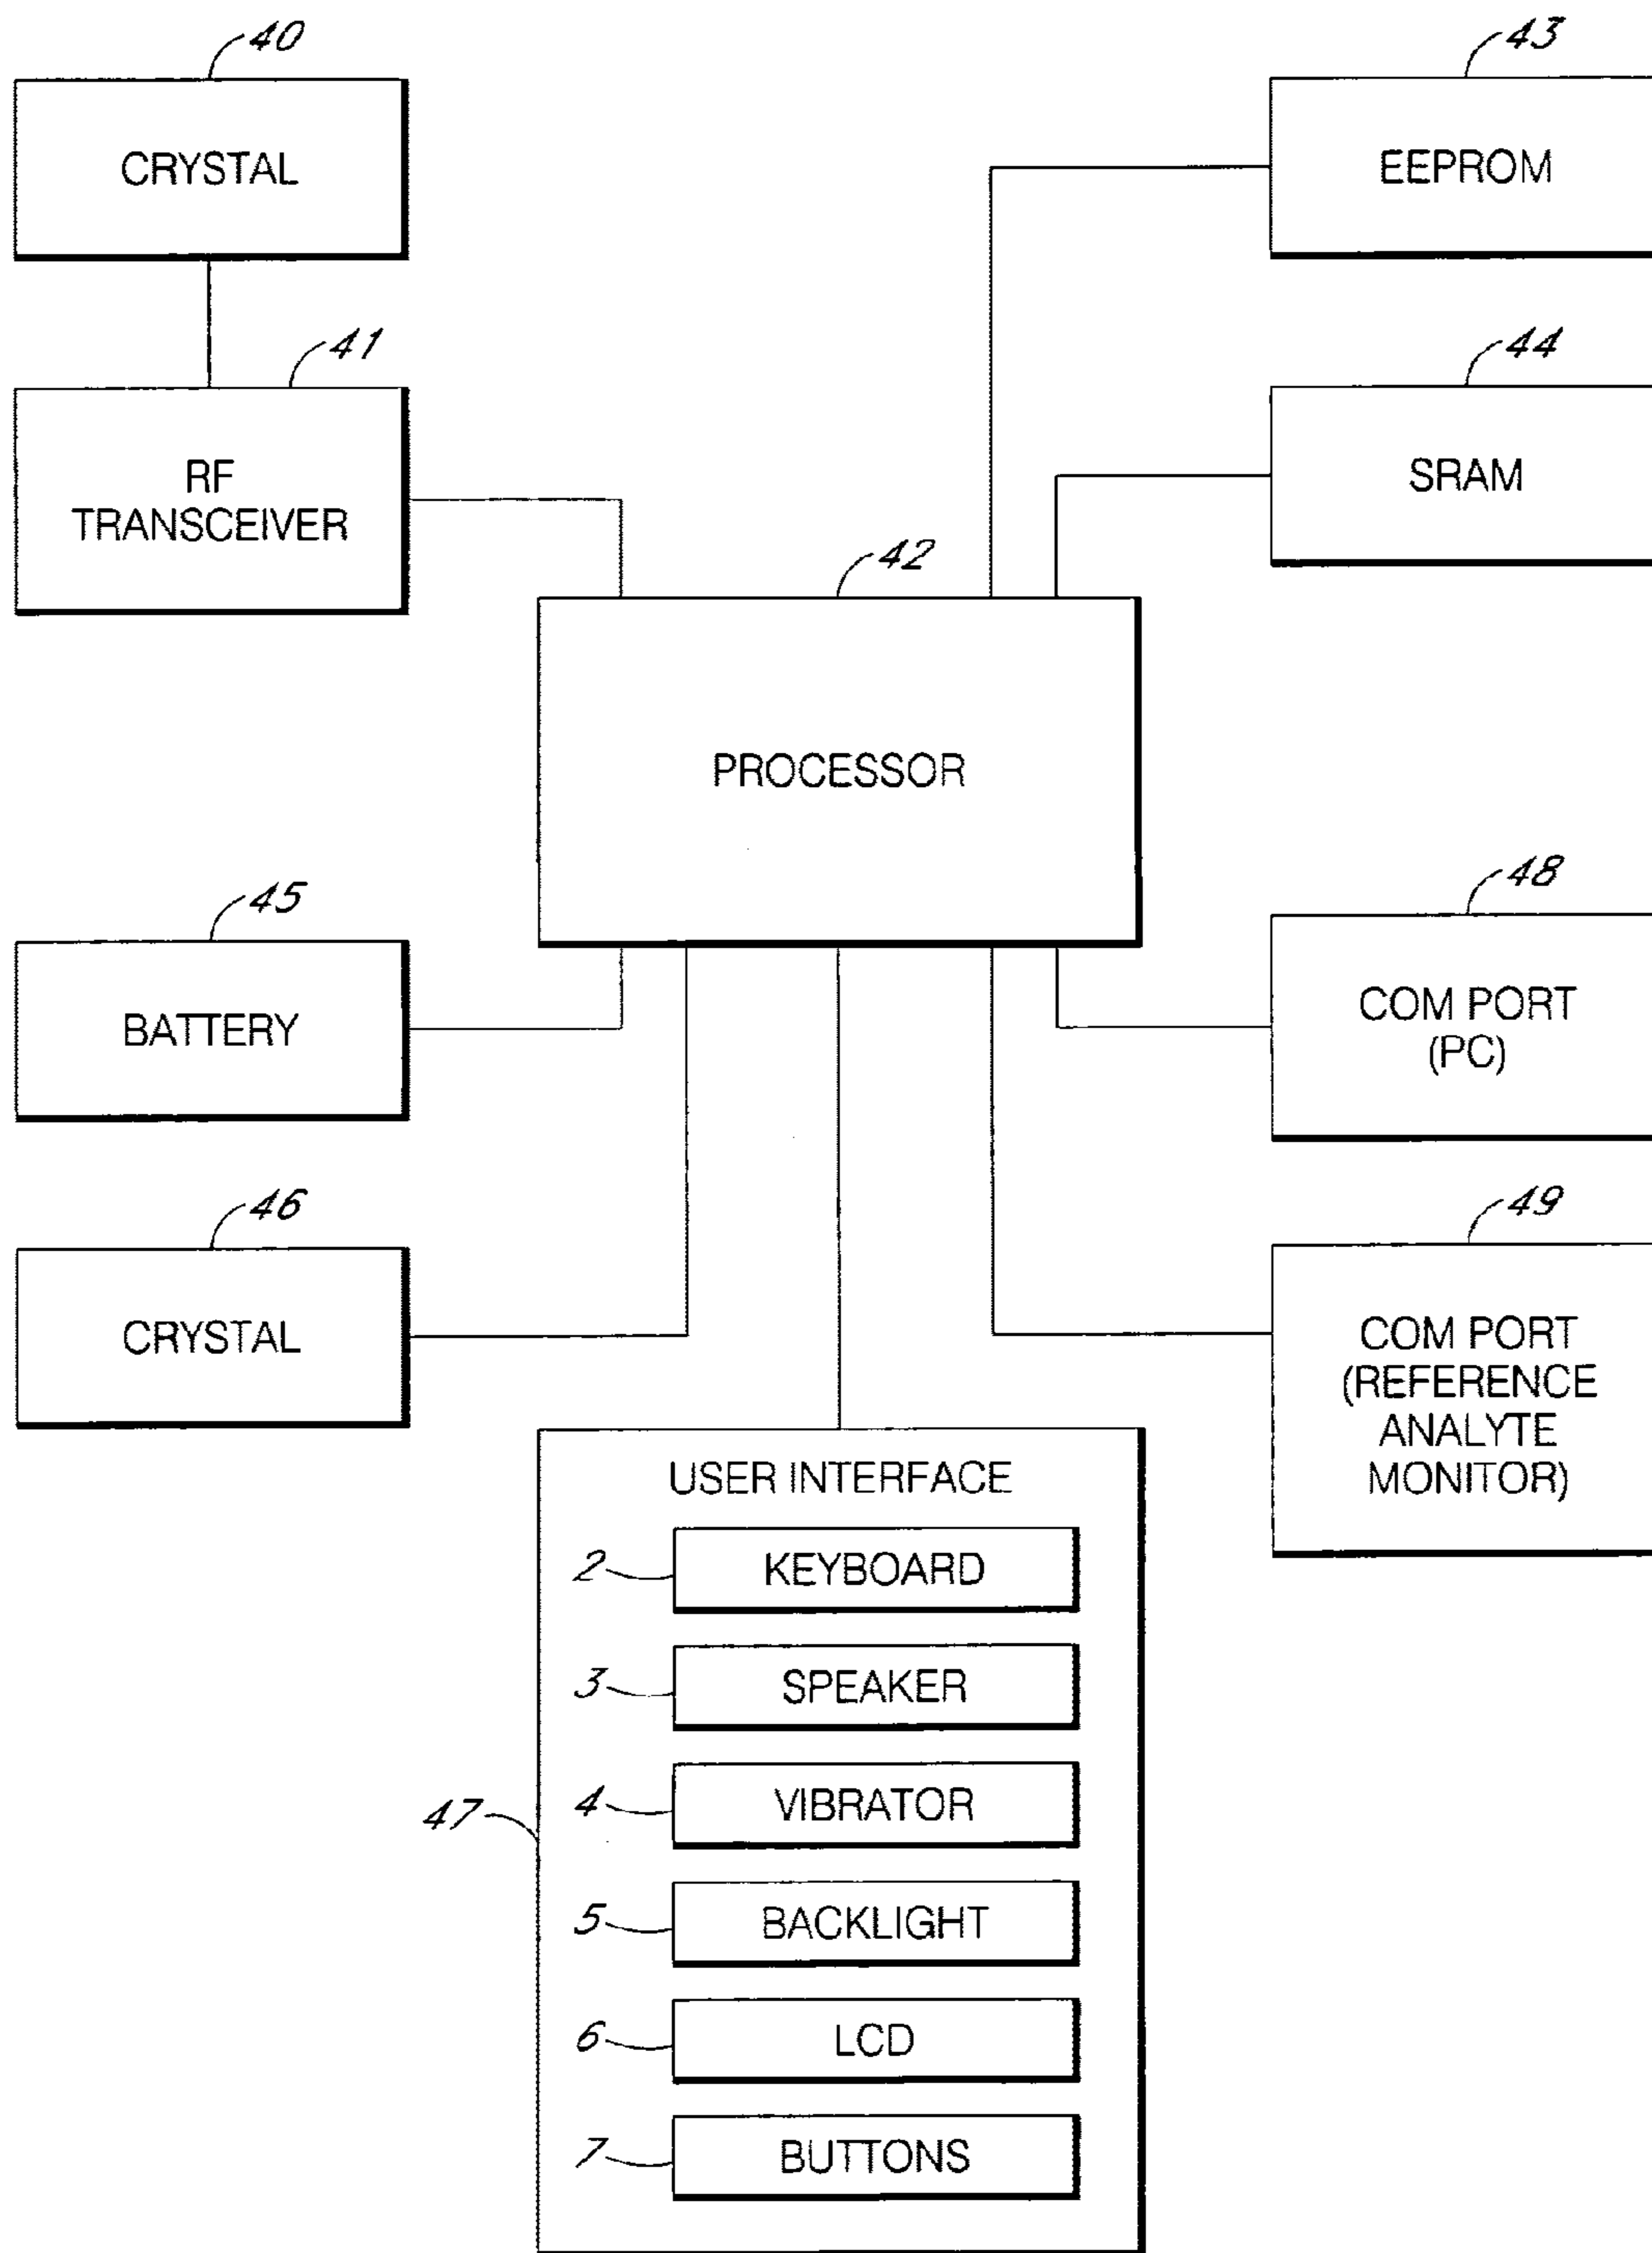 40
CRYSTAL
43
EEPROM
41
RF
TRANSCEIVER
44
SRAM
42
PROCESSOR
45
BATTERY
48
COM PORT
(PC)
46
CRYSTAL
49
COM PORT
(REFERENCE
ANALYTE
MONITOR)
47
USER INTERFACE
2
KEYBOARD
3
SPEAKER
4
VIBRATOR
5
BACKLIGHT
6
LCD
7
BUTTONS